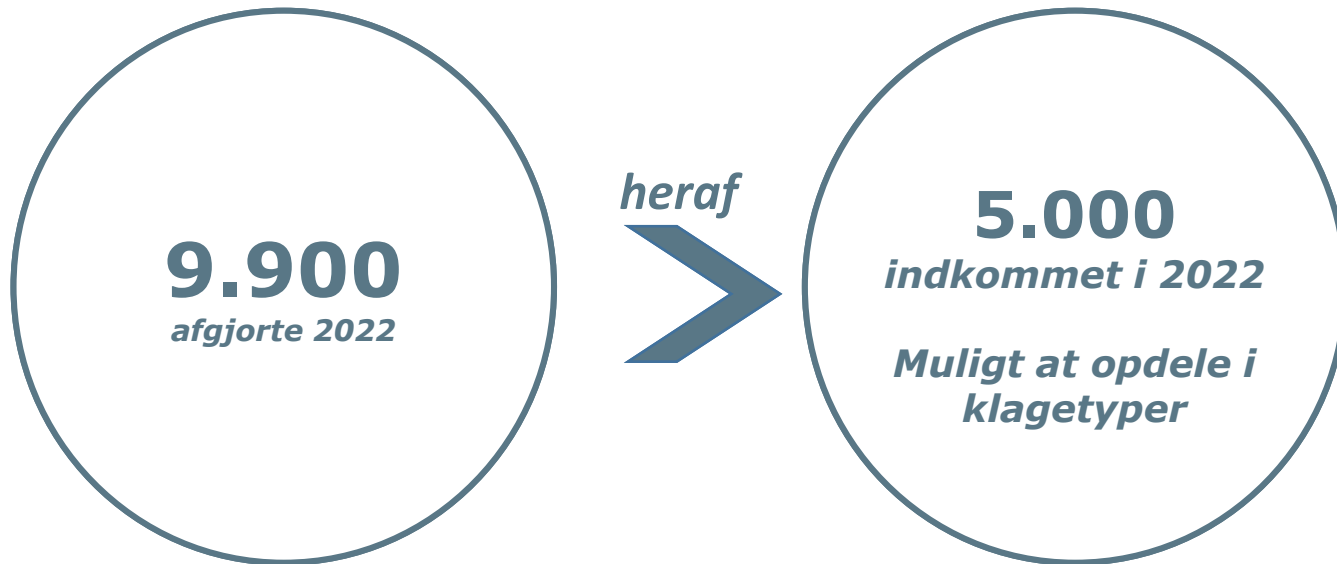 9.900
afgjorte 2022
heraf
5.000
indkommet i 2022
Muligt at opdele i
klagetyper